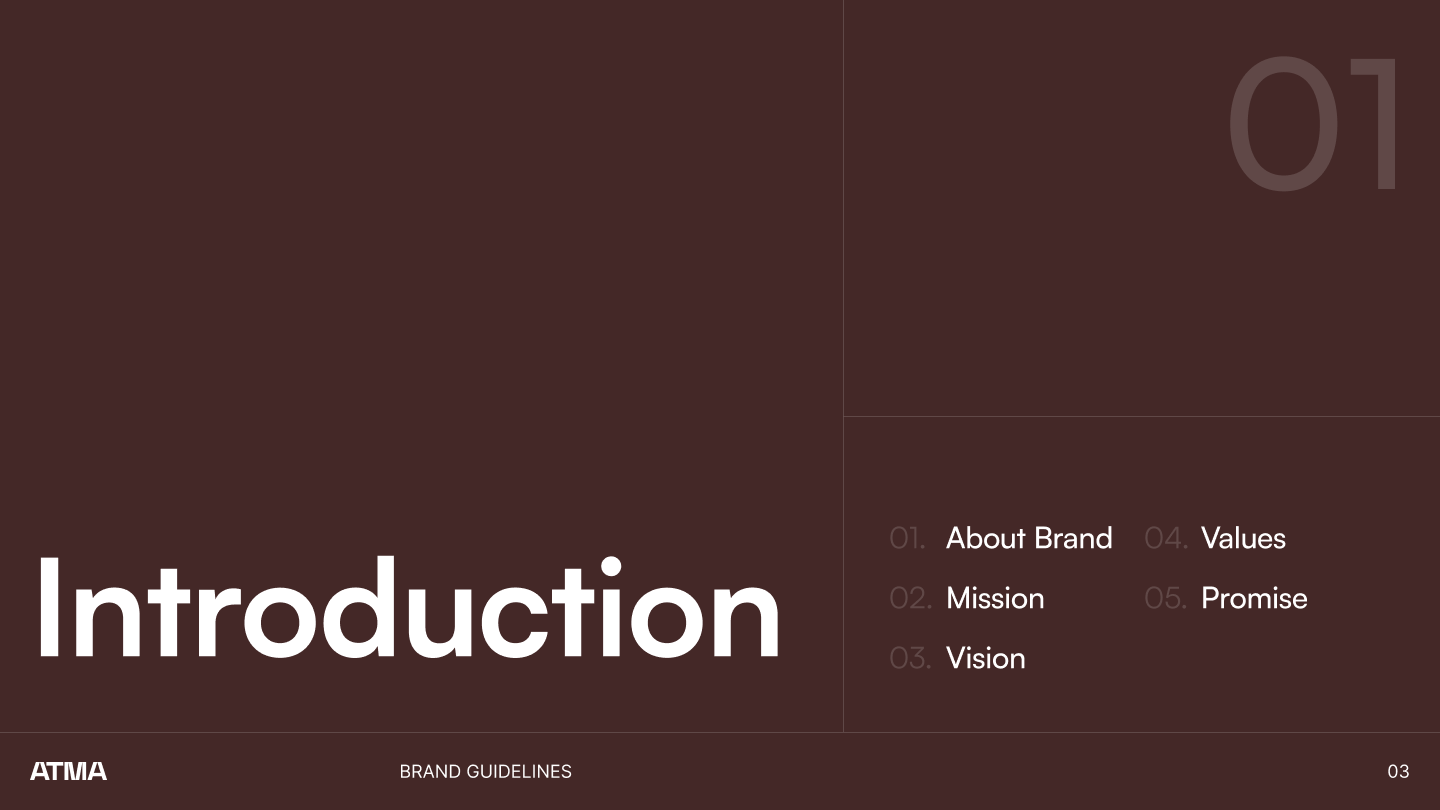 01
Introduction
01. About Brand
02. Mission
03. Vision
04. Values
05. Promise
ATMA
BRAND GUIDELINES
03